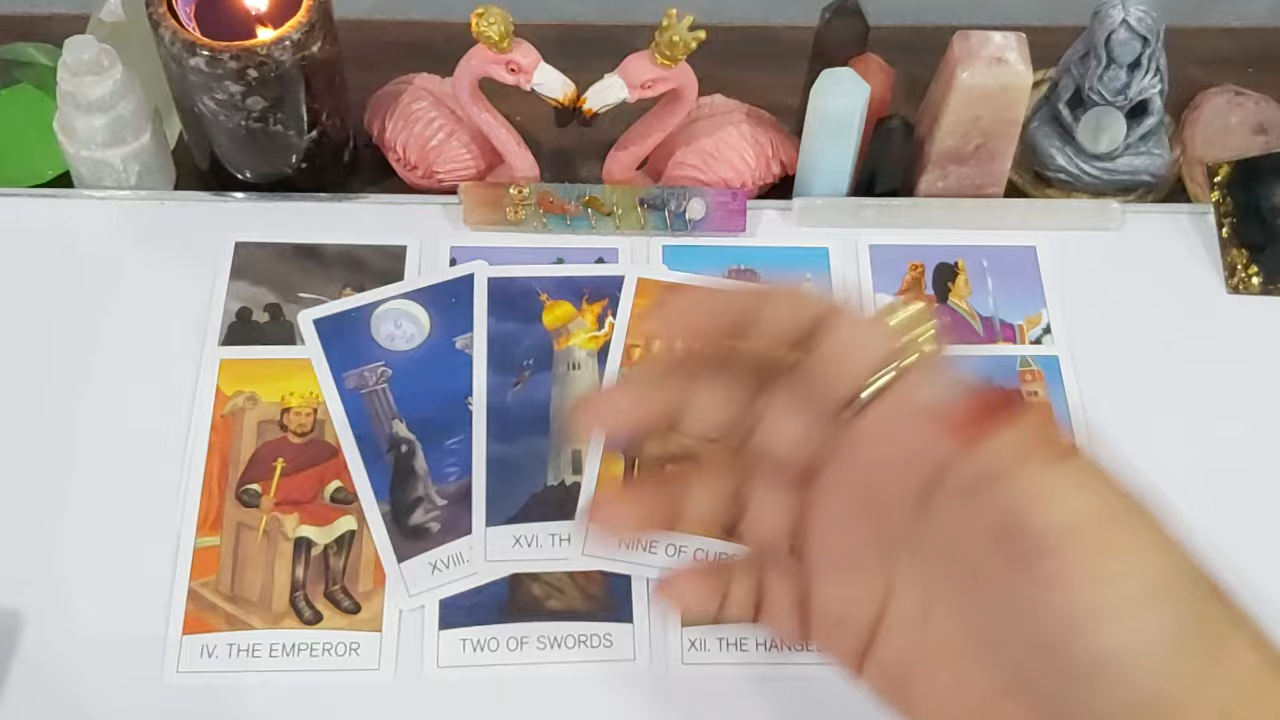 XVIII.
XVI. TH
NINE OF CUPS
IV. THE EMPEROR
TWO OF SWORDS
XII. THE HANGE